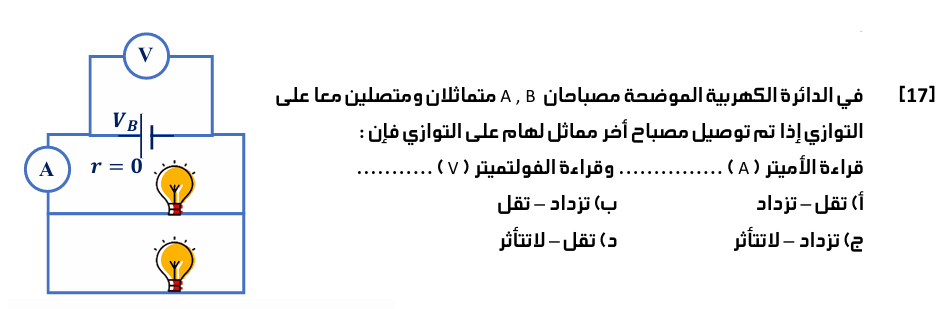 [17] في الدائرة الكهربية الموضحة مصباحان A , B متماثلان ومتصلين معا على
التوازي إذا تم توصيل مصباح أخر مماثل لهام على التوازي فإن :
قراءة الأميتر ( A ) ............... وقراءة الفولتميتر ( V ) ...........
أ) تقل – تزداد
ب) تزداد – تقل
ج) تزداد – لاتتأثر
د) تقل – لاتتأثر
V
V_B
A
r = 0